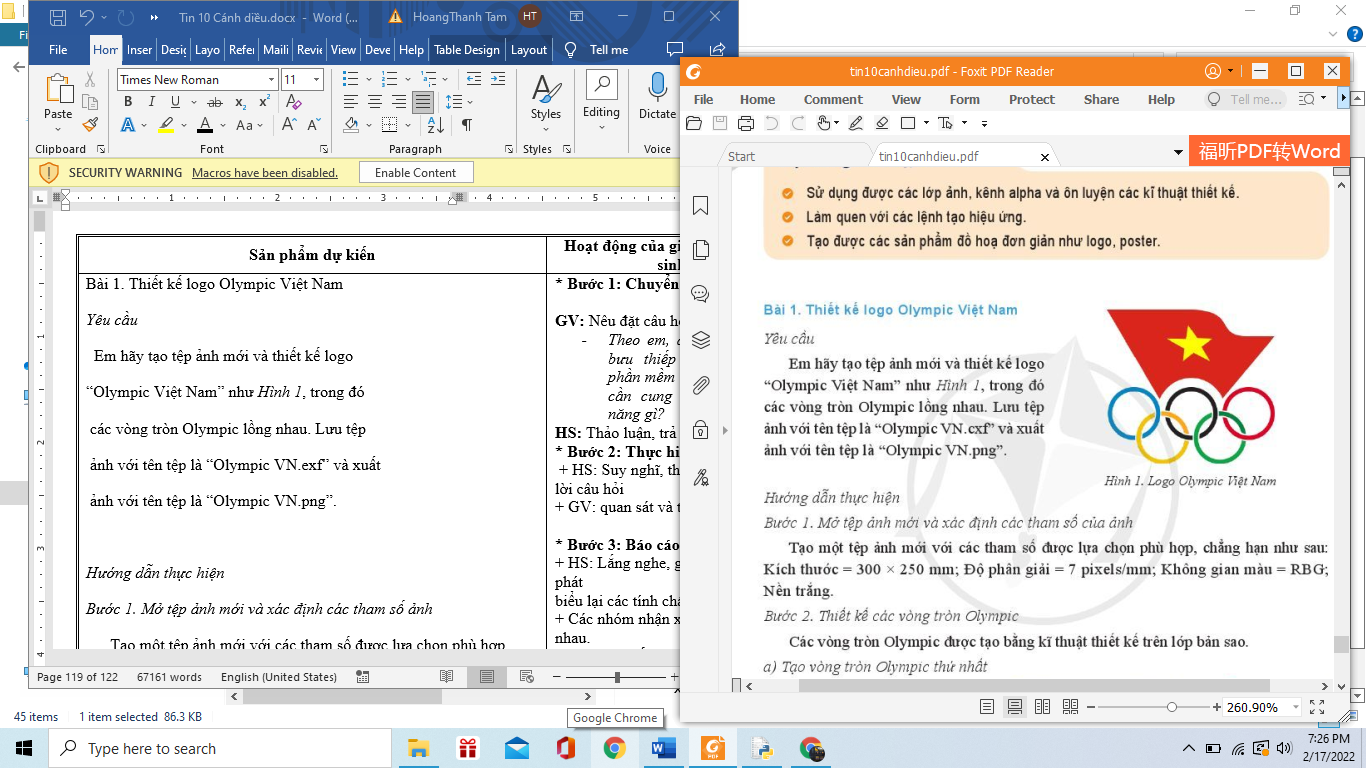 Tin 10 Cánh diều.docx - Word (...
HoangThanh Tam
HT
File
Hom
Inser
Desig
Layo
Refer
Maili
Revie
View
Deve
Help
Table Design
Layout
Tell me
Paste
Clipboard
Times New Roman
11
Font
Paragraph
Styles
Styles
Editing
Dictate
Voice
SECURITY WARNING Macros have been disabled.
Enable Content
1 2 3 4 5
Sản phẩm dự kiến
Hoạt động của gi
sinh
Bài 1. Thiết kế logo Olympic Việt Nam
Yêu cầu
Em hãy tạo tệp ảnh mới và thiết kế logo
“Olympic Việt Nam” như Hình 1, trong đó
các vòng tròn Olympic lồng nhau. Lưu tệp
ảnh với tên tệp là “Olympic VN.exf” và xuất
ảnh với tên tệp là “Olympic VN.png”.
Hướng dẫn thực hiện
Bước 1. Mở tệp ảnh mới và xác định các tham số ảnh
Tạo một tệp ảnh mới với các tham số được lựa chọn phù hợp
* Bước 1: Chuyển
GV: Nêu đặt câu h
- Theo em,
bưu thiếp
phần mềm
cần cung
năng gì?
HS: Thảo luận, trả
* Bước 2: Thực hi
+ HS: Suy nghĩ, th
lời câu hỏi
+ GV: quan sát và t
* Bước 3: Báo cáo
+ HS: Lắng nghe, g
phát
biểu lại các tính ch
+ Các nhóm nhận x
nhau.
Page 119 of 122
67161 words
English (United States)
45 items
1 item selected 86.3 KB
Google Chrome
tin10canhdieu.pdf - Foxit PDF Reader
File
Home
Comment
View
Form
Protect
Share
Help
Tell me...
Start
tin10canhdieu.pdf
福昕PDF转Word
Sử dụng được các lớp ảnh, kênh alpha và ôn luyện các kĩ thuật thiết kế.
Làm quen với các lệnh tạo hiệu ứng.
Tạo được các sản phẩm đồ hoạ đơn giản như logo, poster.
Bài 1. Thiết kế logo Olympic Việt Nam
Yêu cầu
Em hãy tạo tệp ảnh mới và thiết kế logo
“Olympic Việt Nam” như Hình 1, trong đó
các vòng tròn Olympic lồng nhau. Lưu tệp
ảnh với tên tệp là “Olympic VN.cxf” và xuất
ảnh với tên tệp là “Olympic VN.png”.
Hình 1. Logo Olympic Việt Nam
Hướng dẫn thực hiện
Bước 1. Mở tệp ảnh mới và xác định các tham số của ảnh
Tạo một tệp ảnh mới với các tham số được lựa chọn phù hợp, chẳng hạn như sau:
Kích thước = 300 × 250 mm; Độ phân giải = 7 pixels/mm; Không gian màu = RBG;
Nền trắng.
Bước 2. Thiết kế các vòng tròn Olympic
Các vòng tròn Olympic được tạo bằng kĩ thuật thiết kế trên lớp bản sao.
a) Tạo vòng tròn Olympic thứ nhất
260.90%
Type here to search
7:26 PM
2/17/2022